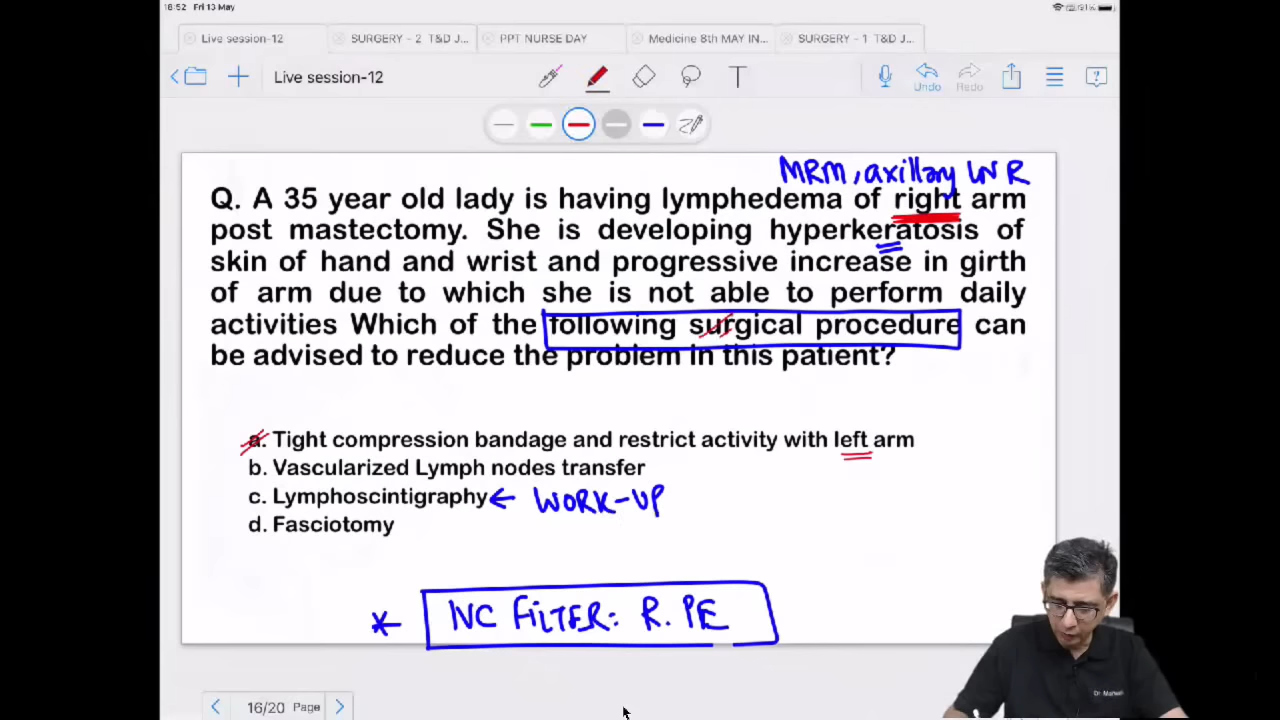 18:52 Fri 13 May
91%
Live session-12
SURGERY - 2 T&D J...
PPT NURSE DAY
Medicine 8th MAY IN...
SURGERY - 1 T&D J...
Live session-12
T
Undo
Redo
MRM, axillary LN R
Q. A 35 year old lady is having lymphedema of right arm
post mastectomy. She is developing hyperkeratosis of
skin of hand and wrist and progressive increase in girth
of arm due to which she is not able to perform daily
activities Which of the following surgical procedure can
be advised to reduce the problem in this patient?
a. Tight compression bandage and restrict activity with left arm
b. Vascularized Lymph nodes transfer
c. Lymphoscintigraphy ← WORK-UP
d. Fasciotomy
* IVC FILTER: R. PE
16/20 Page